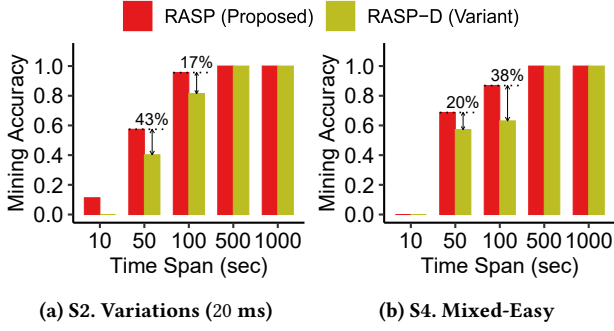 RASP (Proposed) RASP−D (Variant)
Mining Accuracy
1.0
0.8
0.6
0.4
0.2
0.0
43%
17%
10 50 100 500 1000
Time Span (sec)
(a) S2. Variations (20 ms)
Mining Accuracy
1.0
0.8
0.6
0.4
0.2
0.0
20%
38%
10 50 100 500 1000
Time Span (sec)
(b) S4. Mixed-Easy